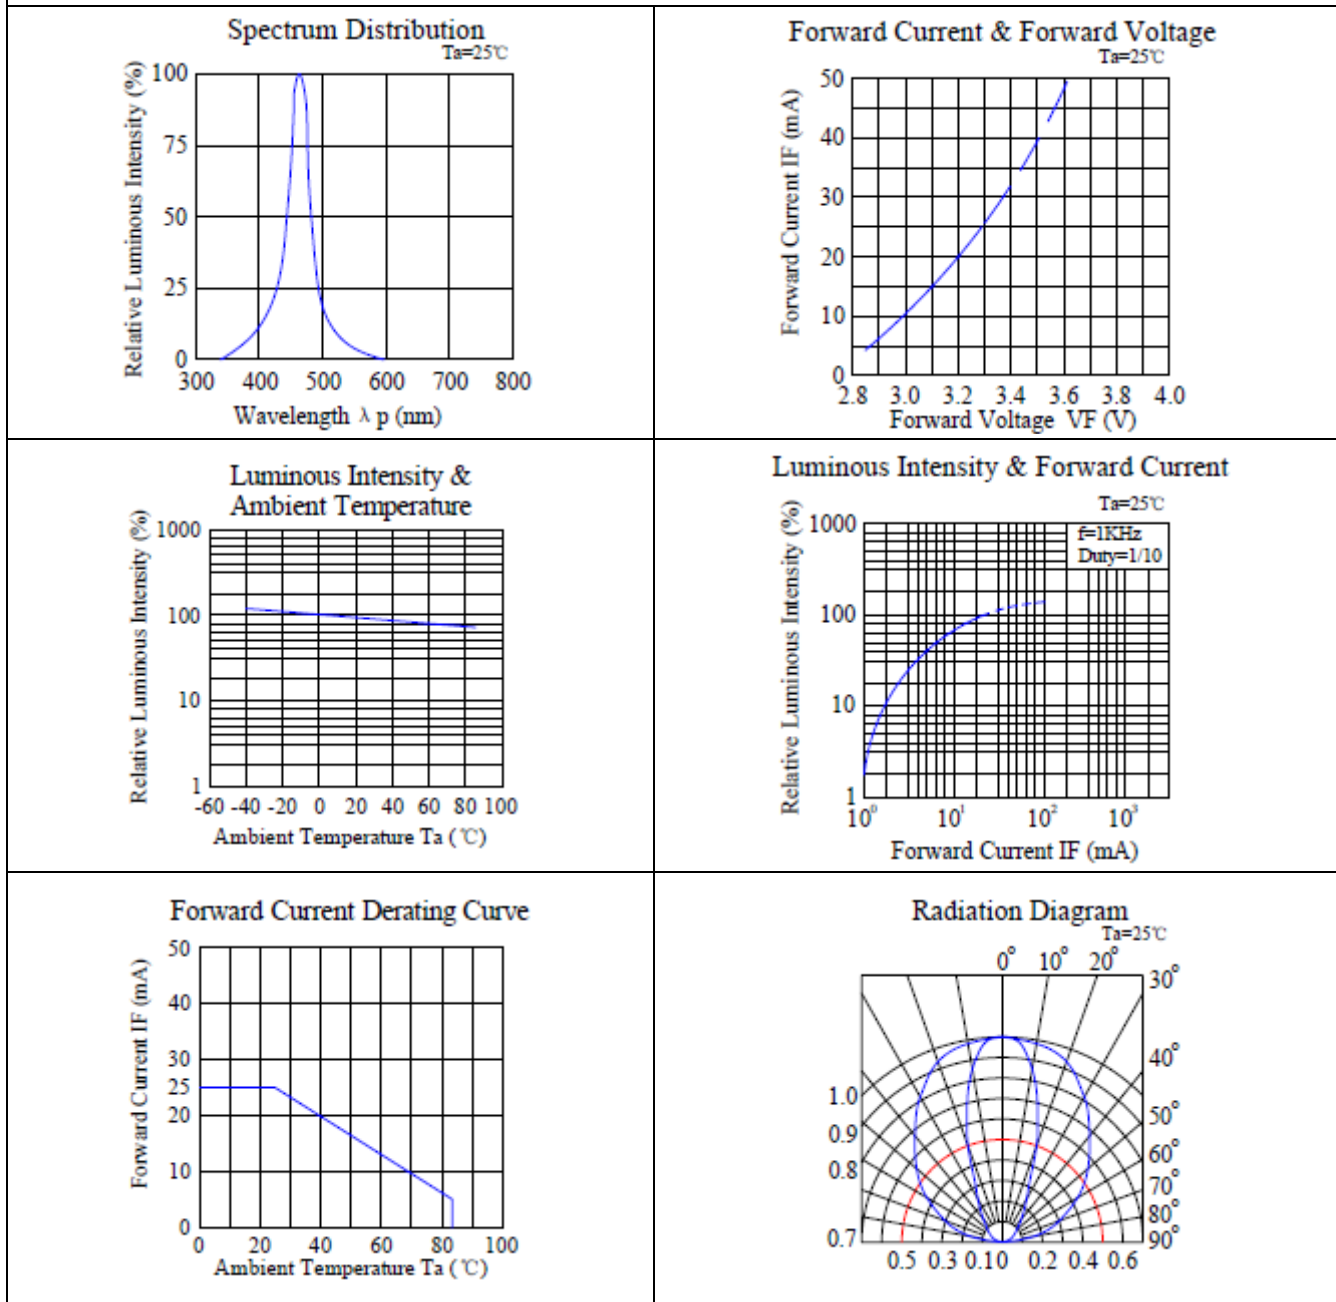 Spectrum Distribution
Ta=25℃
Relative Luminous Intensity (%)
100
75
50
25
0
300 400 500 600 700 800
Wavelength λ p (nm)
Forward Current & Forward Voltage
Ta=25℃
Forward Current IF (mA)
50
40
30
20
10
0
2.8 3.0 3.2 3.4 3.6 3.8 4.0
Forward Voltage VF (V)
Luminous Intensity &
Ambient Temperature
Relative Luminous Intensity (%)
1000
100
10
1
-60 -40 -20 0 20 40 60 80 100
Ambient Temperature Ta ( ℃)
Luminous Intensity & Forward Current
Ta=25℃
f=1KHz
Duty=1/10
Relative Luminous Intensity (%)
1000
100
10
1
10⁰ 10¹ 10² 10³
Forward Current IF (mA)
Forward Current Derating Curve
Forward Current IF (mA)
50
40
30
25
20
10
0
0 20 40 60 80 100
Ambient Temperature Ta ( ℃)
Radiation Diagram
Ta=25℃
0° 10° 20°
30°
40°
50°
60°
70°
80°
90°
1.0
0.9
0.8
0.7
0.5 0.3 0.1 0 0.2 0.4 0.6